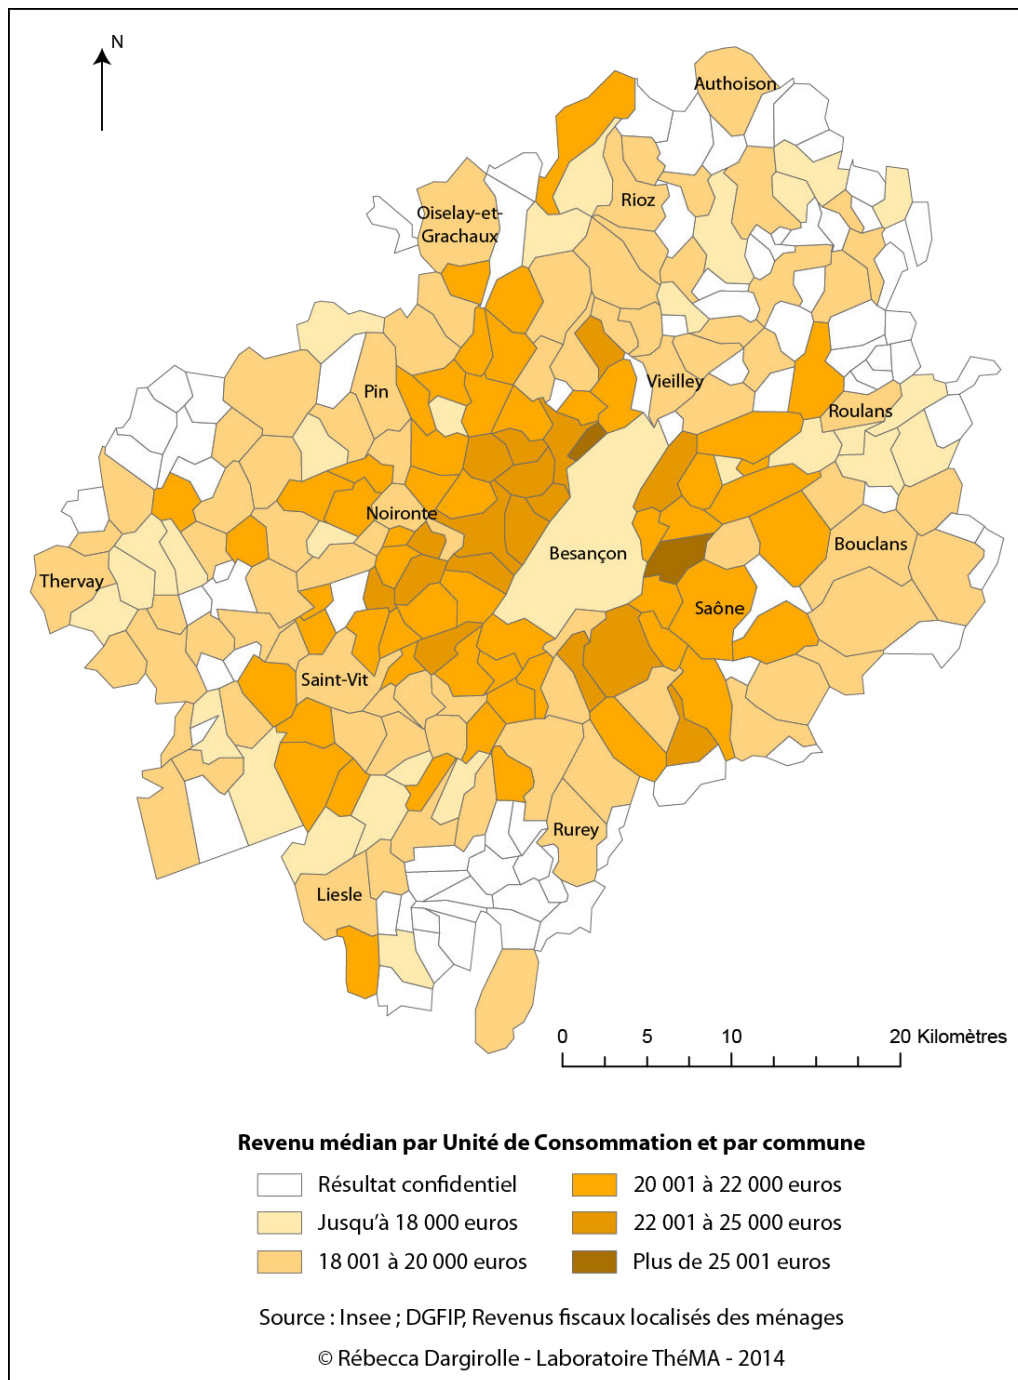 N
Authoison
Rioz
Oiselay-et-
Grachaux
Pin
Vieilley
Roulans
Noironte
Besançon
Bouclans
Thervay
Saône
Saint-Vit
Rurey
Liesle
0 5 10 20 Kilomètres
Revenu médian par Unité de Consommation et par commune
Résultat confidentiel
Jusqu'à 18 000 euros
18 001 à 20 000 euros
20 001 à 22 000 euros
22 001 à 25 000 euros
Plus de 25 001 euros
Source : Insee ; DGFIP, Revenus fiscaux localisés des ménages
© Rébecca Dargirolle - Laboratoire ThéMA - 2014